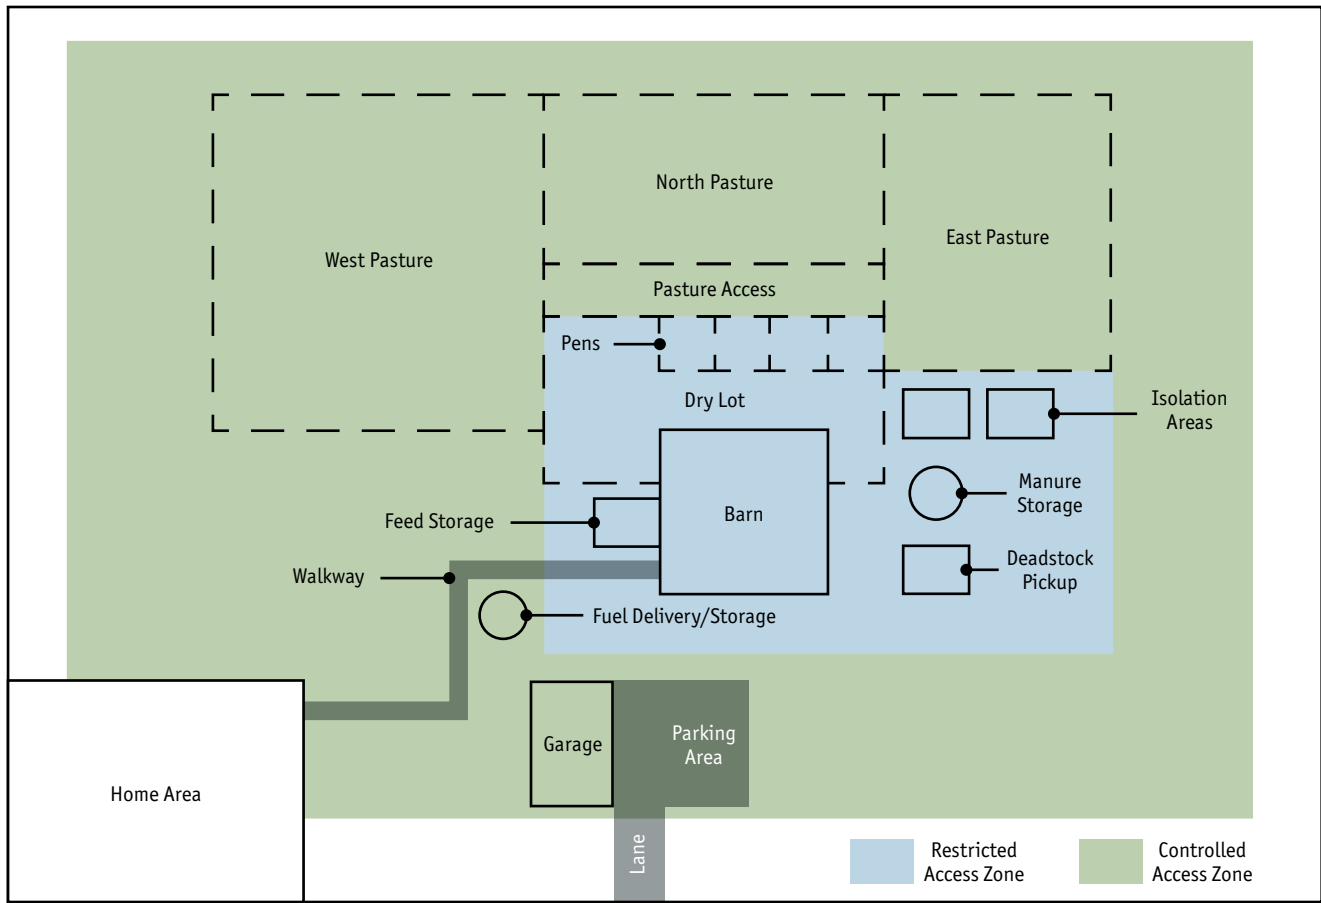 North Pasture
East Pasture
West Pasture
Pasture Access
Pens
Dry Lot
Isolation
Areas
Manure
Storage
Feed Storage
Barn
Deadstock
Pickup
Walkway
Fuel Delivery/Storage
Garage
Parking
Area
Home Area
Lane
Restricted
Access Zone
Controlled
Access Zone